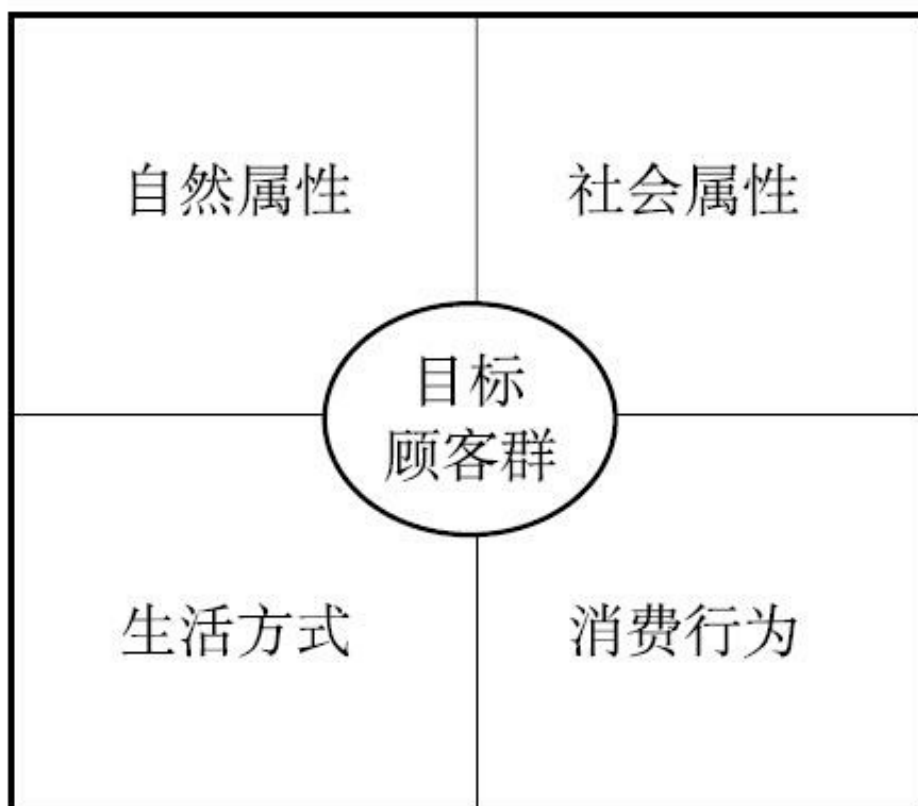 自然属性
社会属性
目标
顾客群
生活方式
消费行为